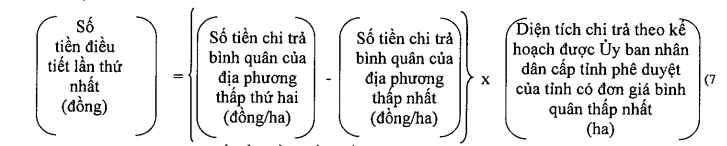 Số
tiền điều
tiết lần thứ
nhất
(đồng)
=
Số tiền chi trả
bình quân của
địa phương
thấp thứ hai
(đồng/ha)
-
Số tiền chi trả
bình quân của
địa phương
thấp nhất
(đồng/ha)
x
Diện tích chi trả theo kế
hoạch được Ủy ban nhân
dân cấp tỉnh phê duyệt
của tỉnh có đơn giá bình
quân thấp nhất
(ha)
(7